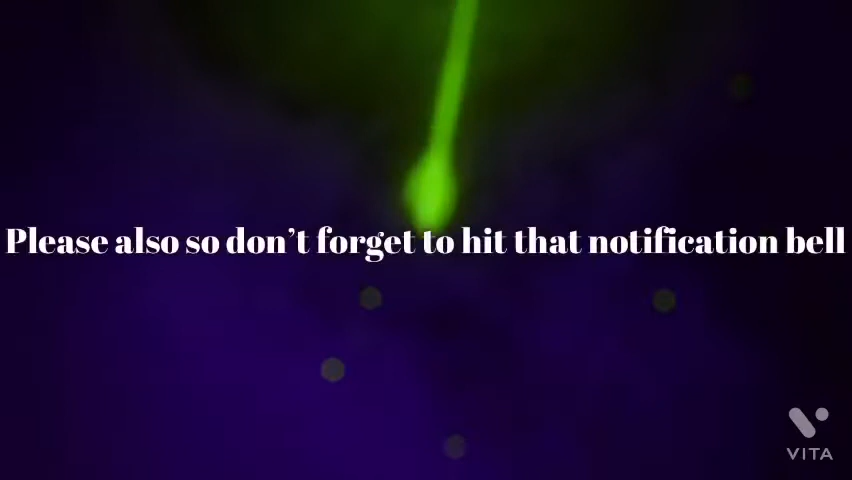 Please also so don’t forget to hit that notification bell
VITA